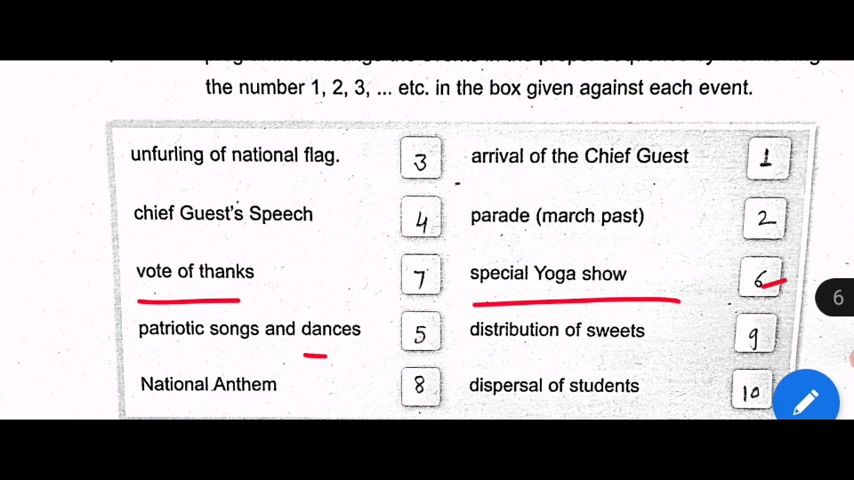 the number 1, 2, 3, ... etc. in the box given against each event.
unfurling of national flag. 3 arrival of the Chief Guest 1
chief Guest's Speech 4 parade (march past) 2
vote of thanks 7 special Yoga show 6
patriotic songs and dances 5 distribution of sweets 9
National Anthem 8 dispersal of students 10
6